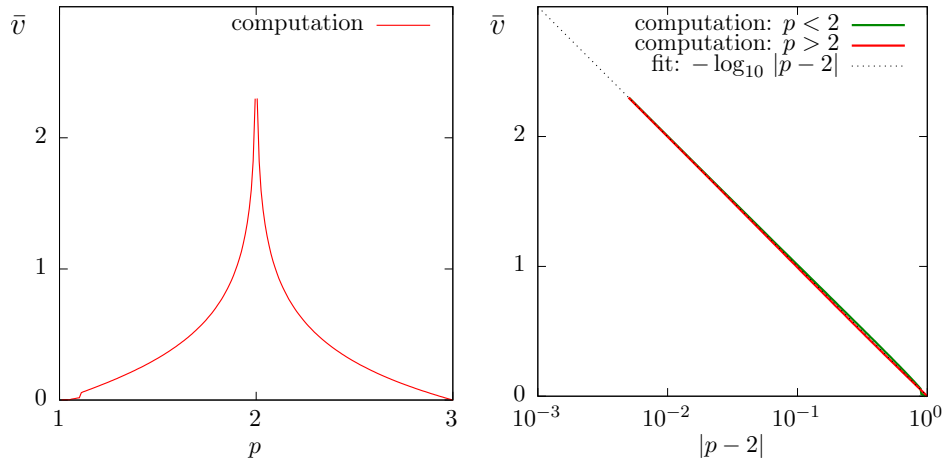 v̄
computation
2
1
0
1
2
3
p
v̄
computation: p < 2
computation: p > 2
fit: − log₁₀ |p − 2|
2
1
0
10⁻³
10⁻²
10⁻¹
10⁰
|p − 2|